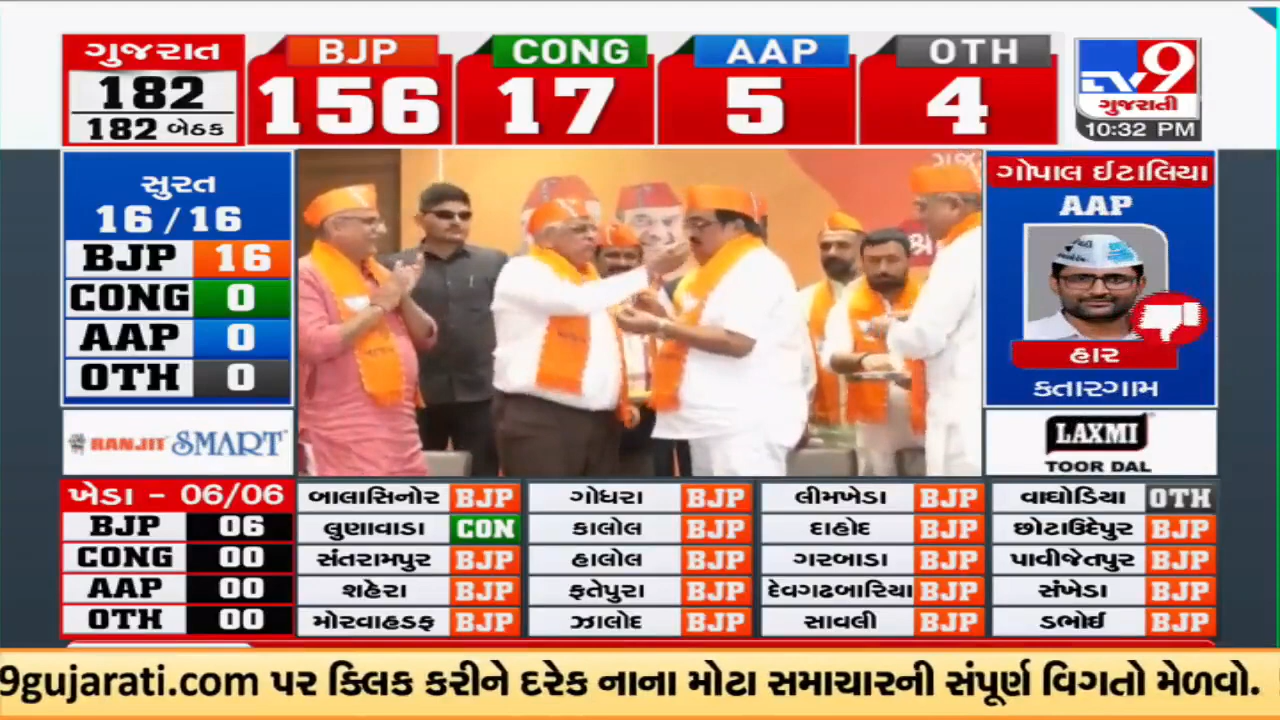 ગુજરાત
182
182 બેઠક
BJP
156
CONG
17
AAP
5
OTH
4
TV9
ગુજરાતી
10:32 PM
સુરત
16/16
BJP 16
CONG 0
AAP 0
OTH 0
ગોપાલ ઈટાલિયા
AAP
હાર
કતારગામ
RANJIT SMART
LAXMI
TOOR DAL
ખેડા - 06/06
BJP 06
CONG 00
AAP 00
OTH 00
બાલાસિનોર BJP ગોધરા BJP લીમખેડા BJP વાઘોડિયા OTH
લુણાવાડા CON કાલોલ BJP દાહોદ BJP છોટાઉદેપુર BJP
સંતરામપુર BJP હાલોલ BJP ગરબાડા BJP પાવીજેતપુર BJP
શહેરા BJP ફતેપુરા BJP દેવગઢબારિયા BJP સંખેડા BJP
મોરવાહડફ BJP ઝાલોદ BJP સાવલી BJP ડભોઈ BJP
9gujarati.com પર ક્લિક કરીને દરેક નાના મોટા સમાચારની સંપૂર્ણ વિગતો મેળવો.